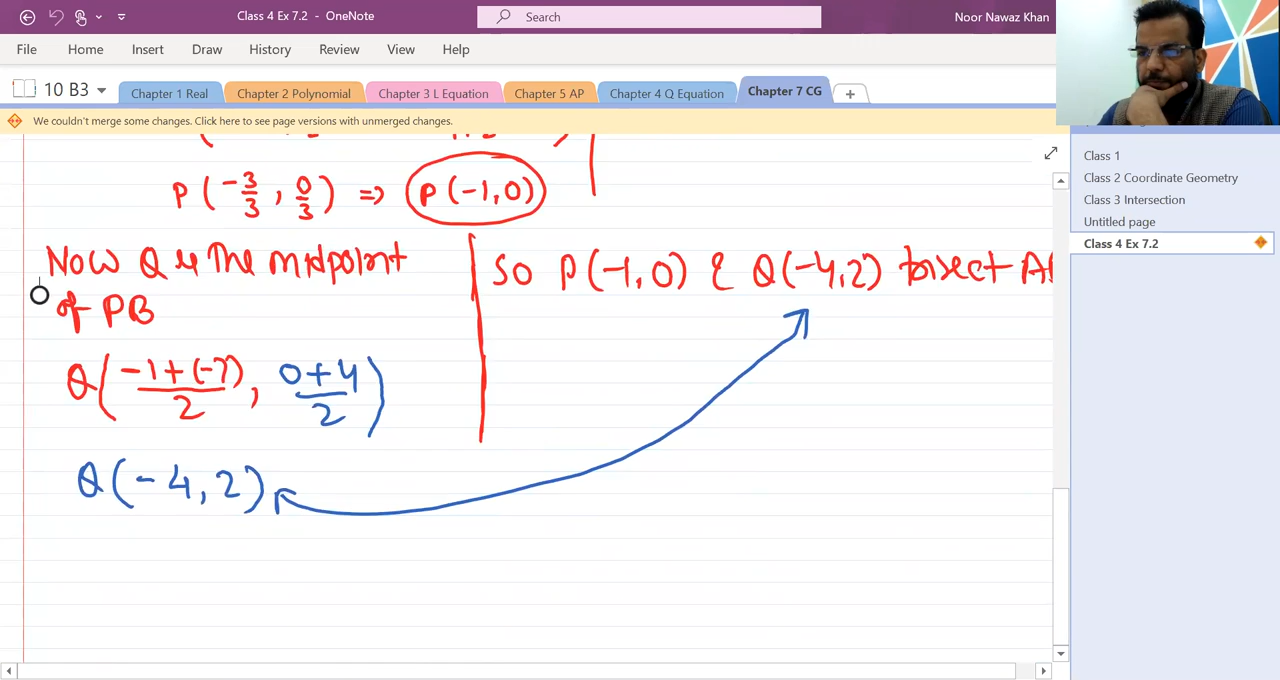 Class 4 Ex 7.2 - OneNote
Search
Noor Nawaz Khan
File Home Insert Draw History Review View Help
10 B3
Chapter 1 Real
Chapter 2 Polynomial
Chapter 3 L Equation
Chapter 5 AP
Chapter 4 Q Equation
Chapter 7 CG
We couldn't merge some changes. Click here to see page versions with unmerged changes.
Class 1
Class 2 Coordinate Geometry
Class 3 Intersection
Untitled page
Class 4 Ex 7.2
P(-3/3, 0/3) => P(-1,0)
Now Q is The midpoint
of PB
Q(-1+(-7)/2, 0+4/2)
Q(-4,2)
So P(-1,0) & Q(-4,2) trisect